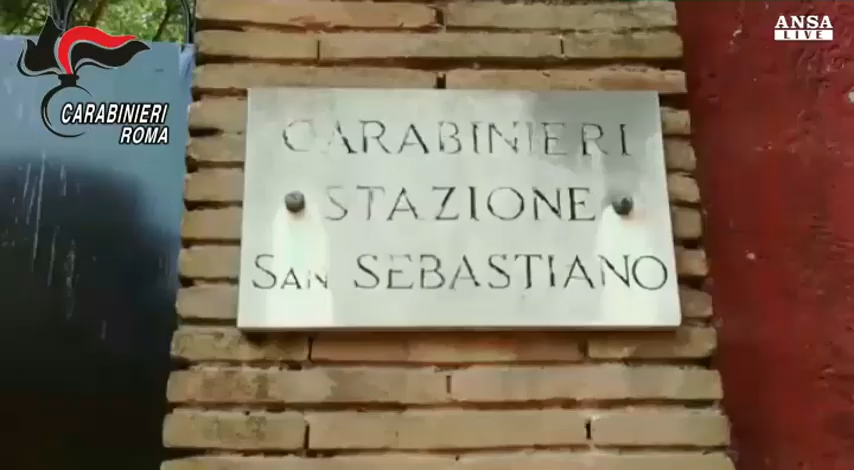 CARABINIERI
ROMA
ANSA
LIVE
CARABINIERI
STAZIONE
SAN SEBASTIANO